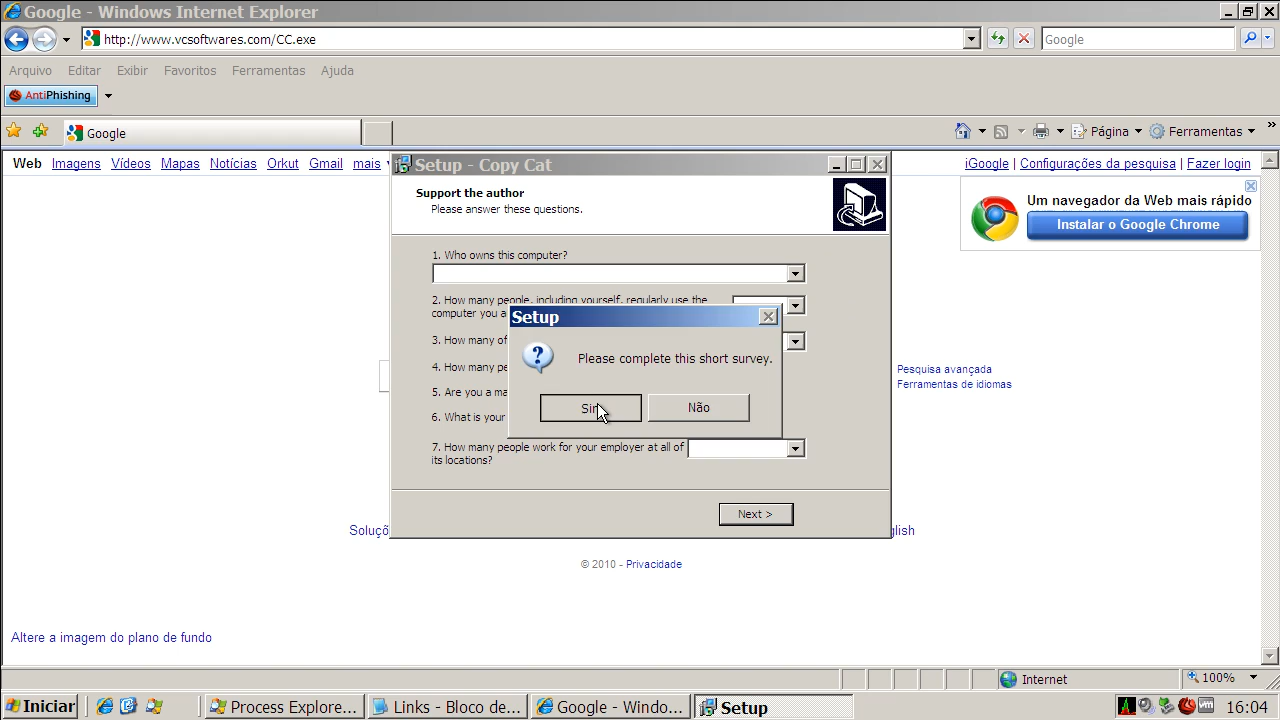 Google - Windows Internet Explorer
http://www.vcsoftwares.com/CC.exe
Google
Arquivo Editar Exibir Favoritos Ferramentas Ajuda
AntiPhishing
Google
Página Ferramentas »
Web Imagens Vídeos Mapas Notícias Orkut Gmail mais
iGoogle | Configurações da pesquisa | Fazer login
Setup - Copy Cat
Support the author
Please answer these questions.
Um navegador da Web mais rápido
Instalar o Google Chrome
1. Who owns this computer?
2. How many people, including yourself, regularly use the
computer you a
3. How many of
4. How many pe
5. Are you a ma
6. What is your
7. How many people work for your employer at all of
its locations?
Setup
Please complete this short survey.
Sim
Não
Next >
Pesquisa avançada
Ferramentas de idiomas
Soluçõ
glish
© 2010 - Privacidade
Altere a imagem do plano de fundo
Internet
100%
Iniciar
Process Explore...
Links - Bloco de...
Google - Windo...
Setup
16:04